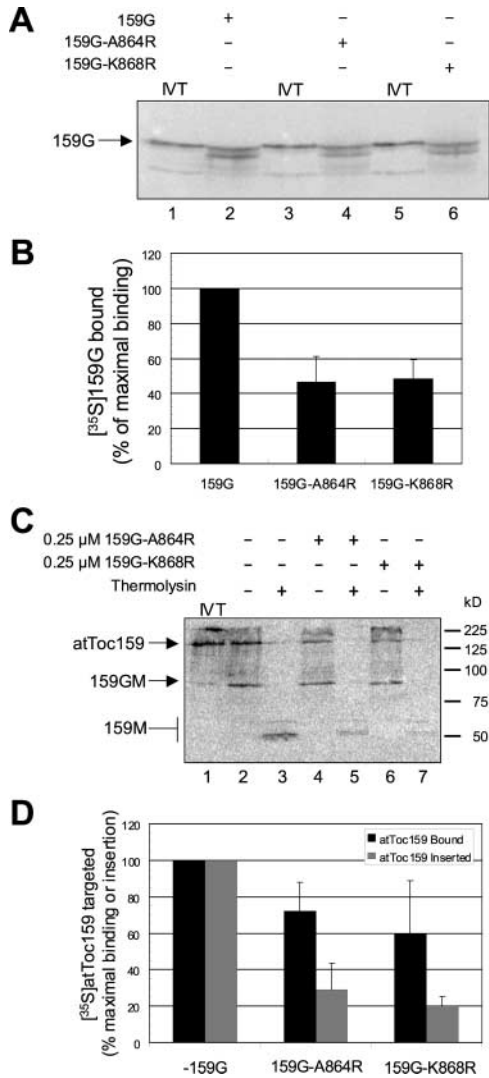 A
159G + – –
159G-A864R – + –
159G-K868R – – +
IVT IVT IVT
159G
1 2 3 4 5 6
B
[³⁵S]159G bound
(% of maximal binding)
120
100
80
60
40
20
0
159G 159G-A864R 159G-K868R
C
0.25 µM 159G-A864R – – + + – –
0.25 µM 159G-K868R – – – – + +
Thermolysin – + – + – +
IVT kD
atToc159
159GM
159M
225
125
100
75
50
1 2 3 4 5 6 7
D
[³⁵S]atToc159 targeted
(% maximal binding or insertion)
120
100
80
60
40
20
0
atToc159 Bound
atToc159 Inserted
-159G 159G-A864R 159G-K868R